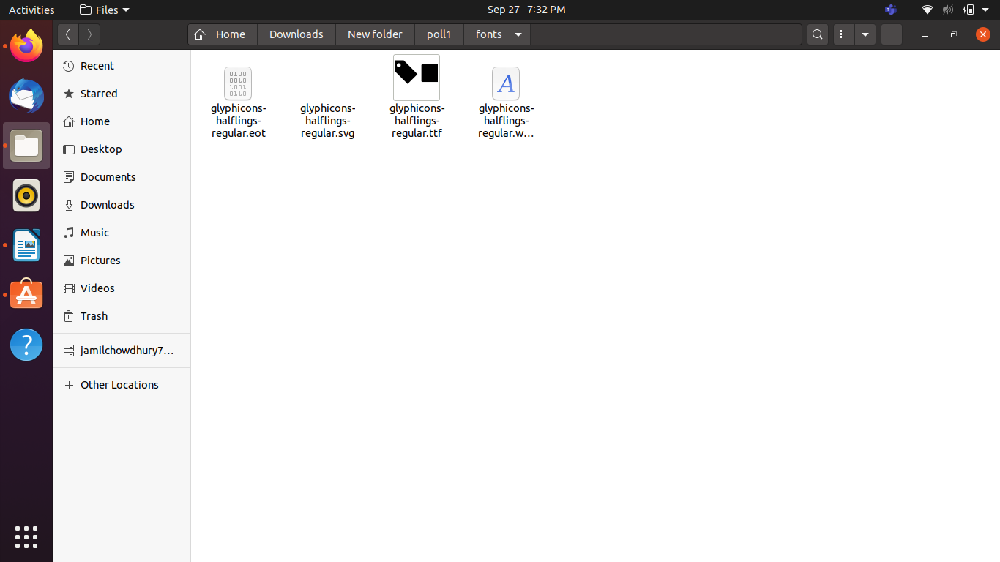 Activities
Files
Sep 27 7:32 PM
Home
Downloads
New folder
poll1
fonts
Recent
Starred
Home
Desktop
Documents
Downloads
Music
Pictures
Videos
Trash
jamilchowdhury7...
Other Locations
0100
0010
1001
0110
glyphicons-
halflings-
regular.eot
glyphicons-
halflings-
regular.svg
glyphicons-
halflings-
regular.ttf
A
glyphicons-
halflings-
regular.w...
?